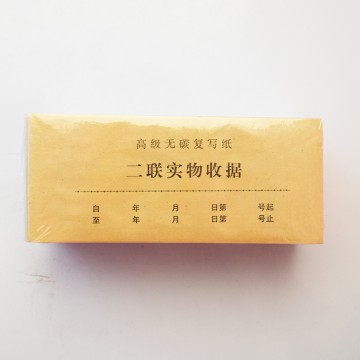 高级无碳复写纸
二联实物收据
自 年 月 日第 号起
至 年 月 日第 号止